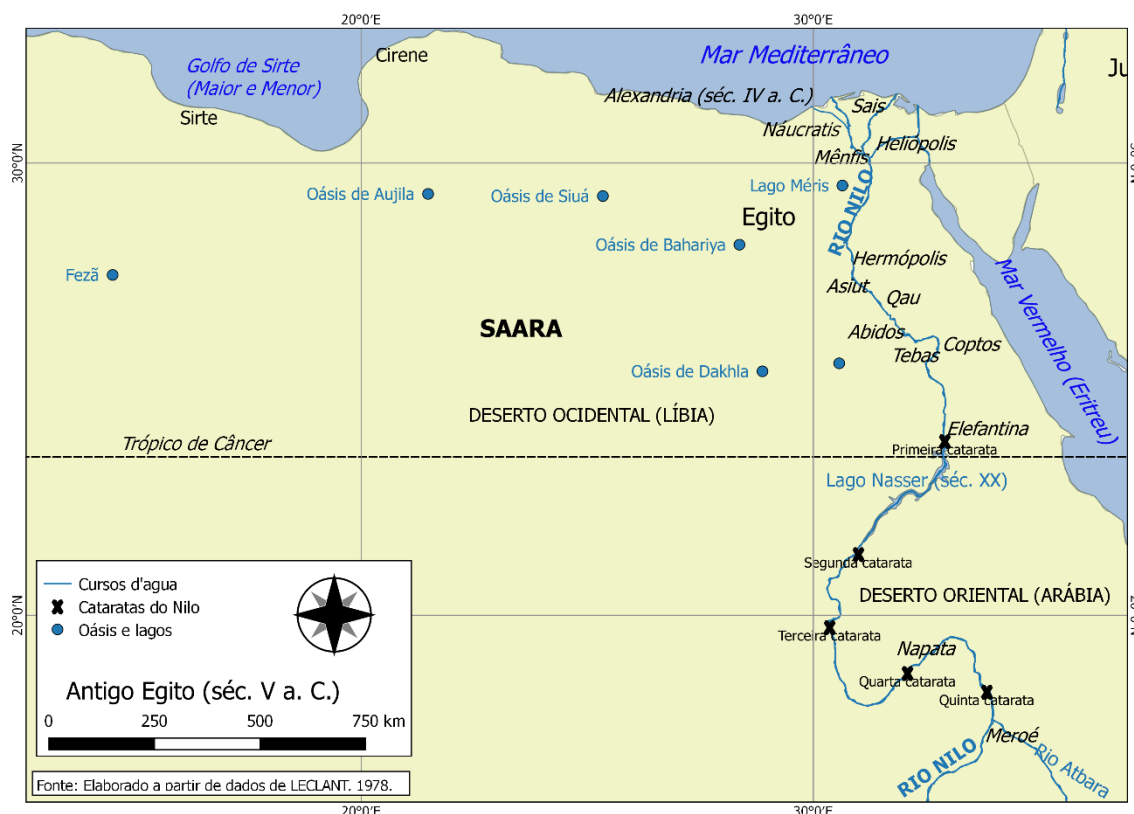 20°0'E
30°0'E
Cirene
Mar Mediterrâneo
Golfo de Sirte
(Maior e Menor)
Ju
Alexandria (séc. IV a. C.)
Sais
Sirte
Náucratis
Heliópolis
Mênfis
30°0'N
30°0'N
Lago Méris
Oásis de Aujila
Oásis de Siuá
RIO NILO
Egito
Oásis de Bahariya
Hermópolis
Fezã
Asiut
Qau
Mar Vermelho (Eritreu)
SAARA
Abidos
Coptos
Tebas
Oásis de Dakhla
DESERTO OCIDENTAL (LÍBIA)
Elefantina
Trópico de Câncer
Primeira catarata
Lago Nasser (séc. XX)
Segunda catarata
Cursos d'agua
Cataratas do Nilo
Oásis e lagos
DESERTO ORIENTAL (ARÁBIA)
20°0'N
20°0'N
Terceira catarata
Napata
Quarta catarata
Quinta catarata
Antigo Egito (séc. V a. C.)
0 250 500 750 km
Meroé
RIO NILO
Rio Atbara
Fonte: Elaborado a partir de dados de LECLANT. 1978.
20°0'E
30°0'E